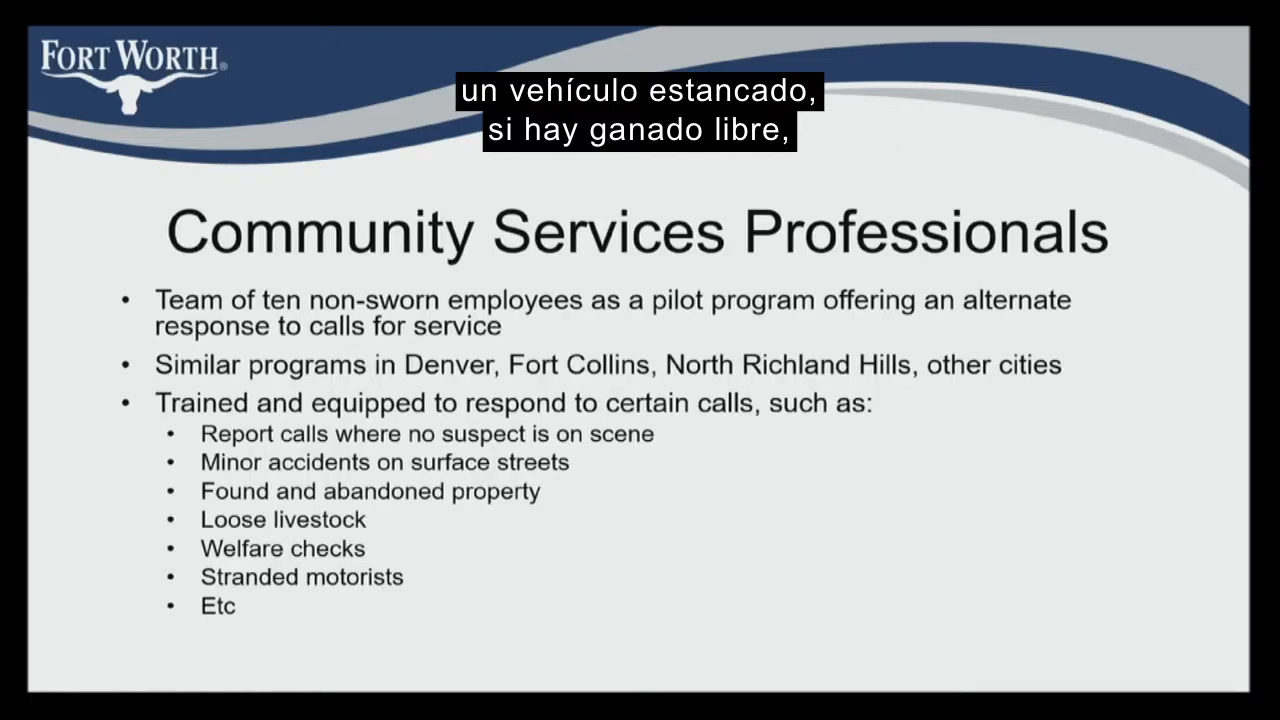 FORT WORTH®
un vehículo estancado,
si hay ganado libre,
Community Services Professionals
• Team of ten non-sworn employees as a pilot program offering an alternate
response to calls for service
• Similar programs in Denver, Fort Collins, North Richland Hills, other cities
• Trained and equipped to respond to certain calls, such as:
• Report calls where no suspect is on scene
• Minor accidents on surface streets
• Found and abandoned property
• Loose livestock
• Welfare checks
• Stranded motorists
• Etc